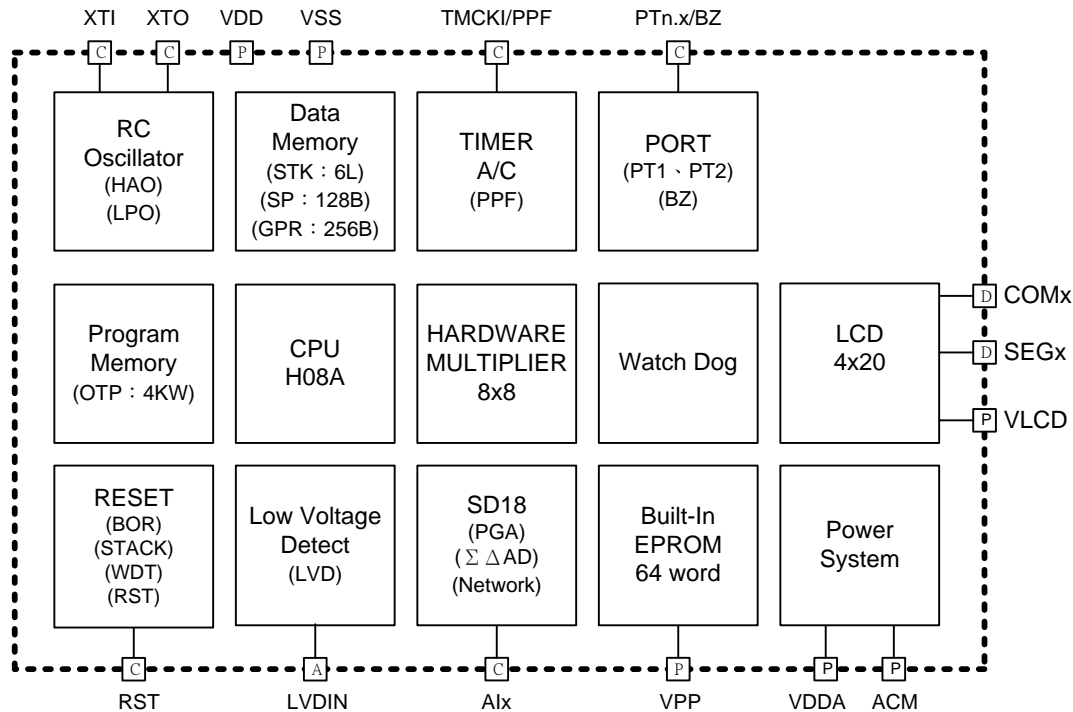 XTI XTO VDD VSS TMCKI/PPF PTn.x/BZ
C C P P C C
RC
Oscillator
(HAO)
(LPO)
Data
Memory
(STK：6L)
(SP：128B)
(GPR：256B)
TIMER
A/C
(PPF)
PORT
(PT1、PT2)
(BZ)
Program
Memory
(OTP：4KW)
CPU
H08A
HARDWARE
MULTIPLIER
8x8
Watch Dog
LCD
4x20
D COMx
D SEGx
P VLCD
RESET
(BOR)
(STACK)
(WDT)
(RST)
Low Voltage
Detect
(LVD)
SD18
(PGA)
(ΣΔAD)
(Network)
Built-In
EPROM
64 word
Power
System
C A C P P P
RST LVDIN AIx VPP VDDA ACM